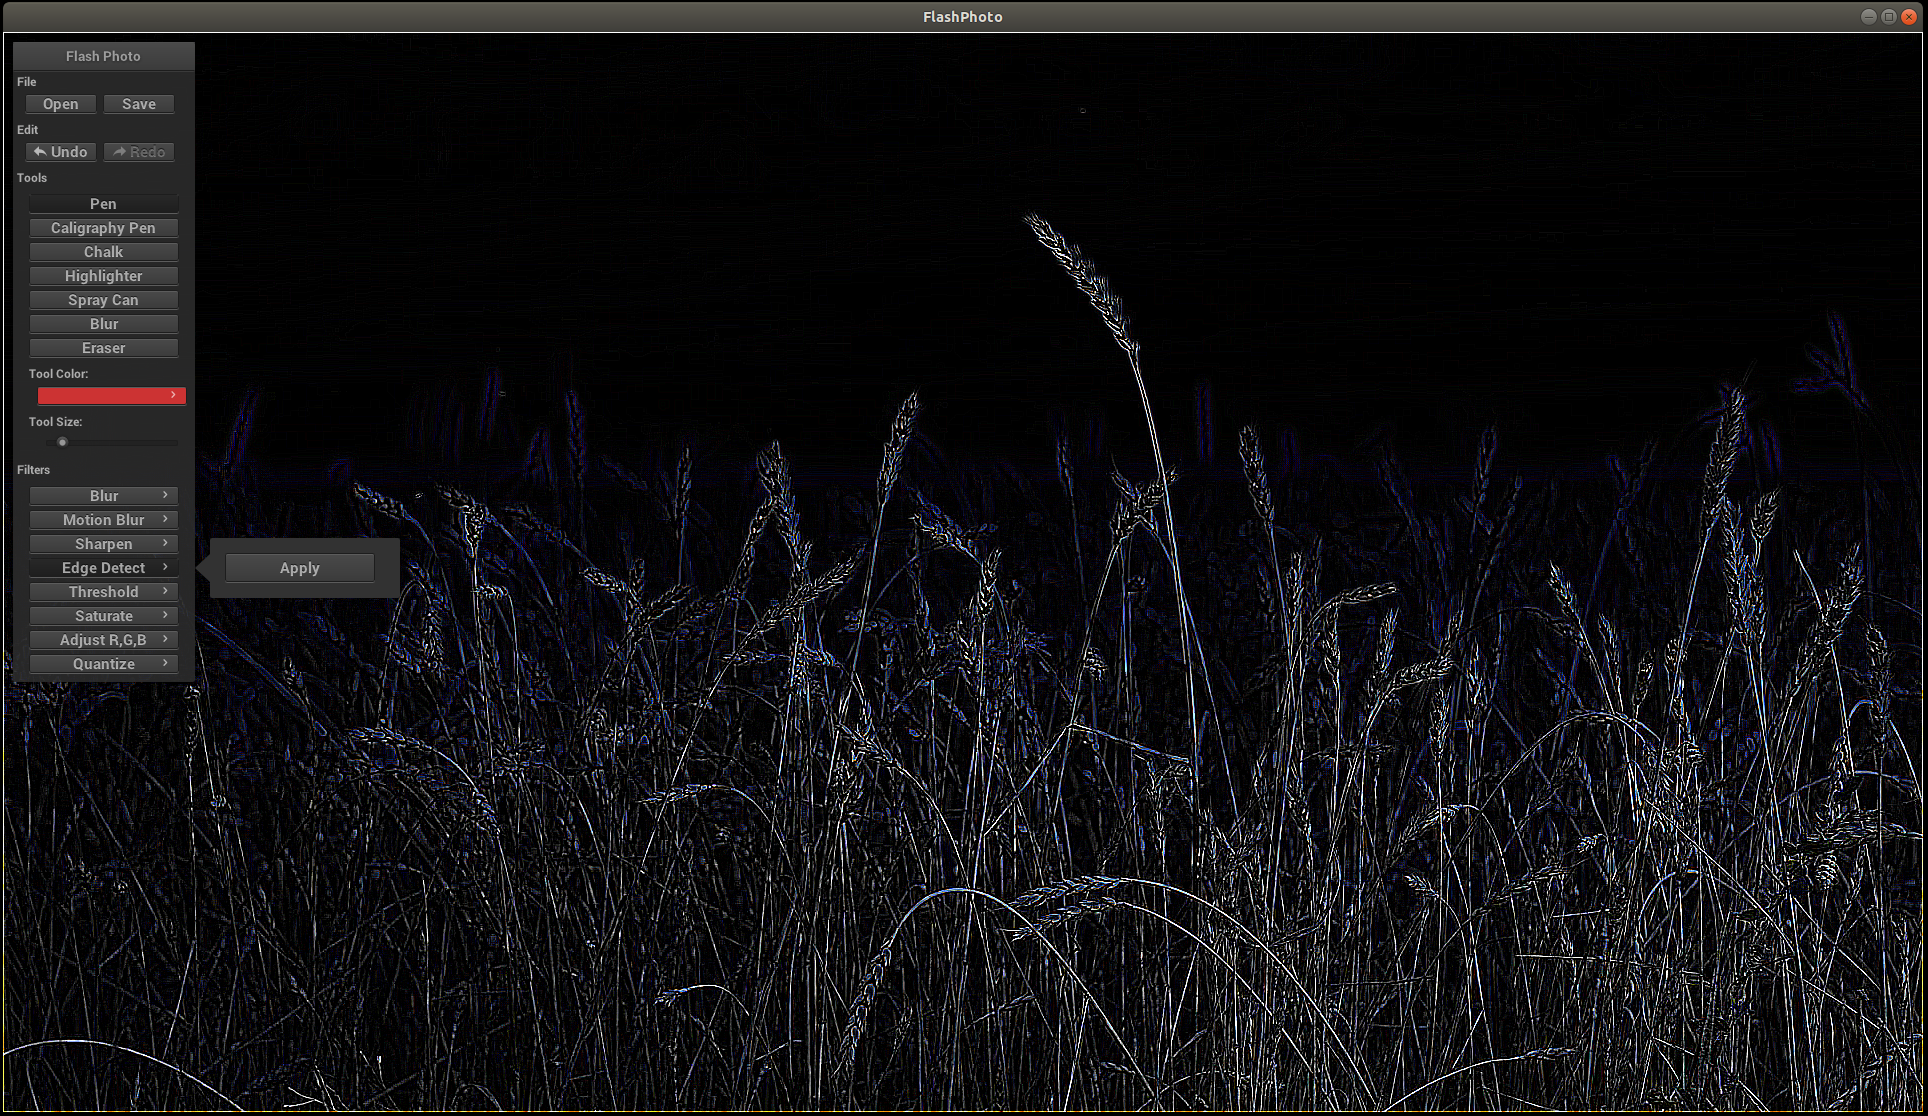 FlashPhoto
Flash Photo
File
Open Save
Edit
Undo Redo
Tools
Pen
Caligraphy Pen
Chalk
Highlighter
Spray Can
Blur
Eraser
Tool Color:
Tool Size:
Filters
Blur
Motion Blur
Sharpen
Edge Detect
Apply
Threshold
Saturate
Adjust R,G,B
Quantize